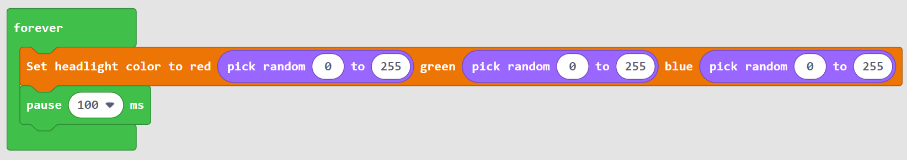 forever
Set headlight color to red pick random 0 to 255 green pick random 0 to 255 blue pick random 0 to 255
pause 100 ms